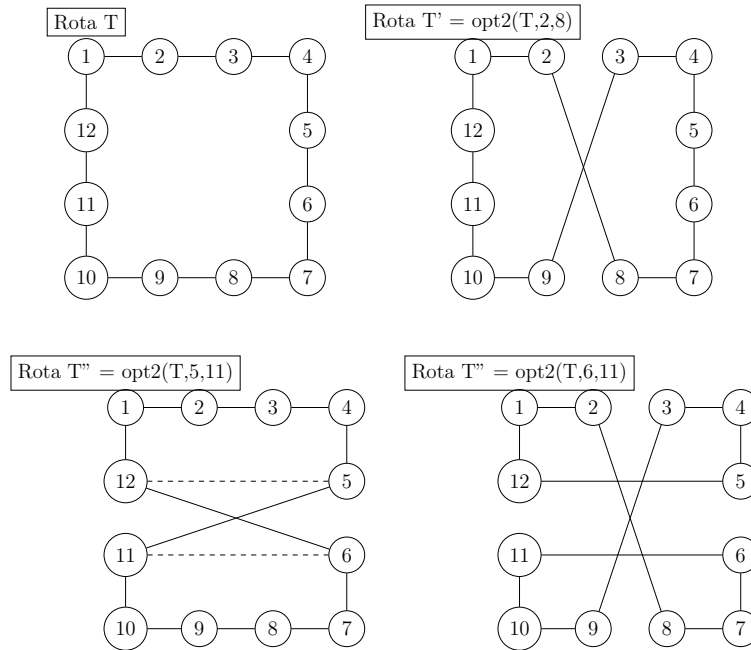 Rota T
1 2 3 4
12 5
11 6
10 9 8 7
Rota T' = opt2(T,2,8)
1 2 3 4
12 5
11 6
10 9 8 7
Rota T" = opt2(T,5,11)
1 2 3 4
12 5
11 6
10 9 8 7
Rota T" = opt2(T,6,11)
1 2 3 4
12 5
11 6
10 9 8 7